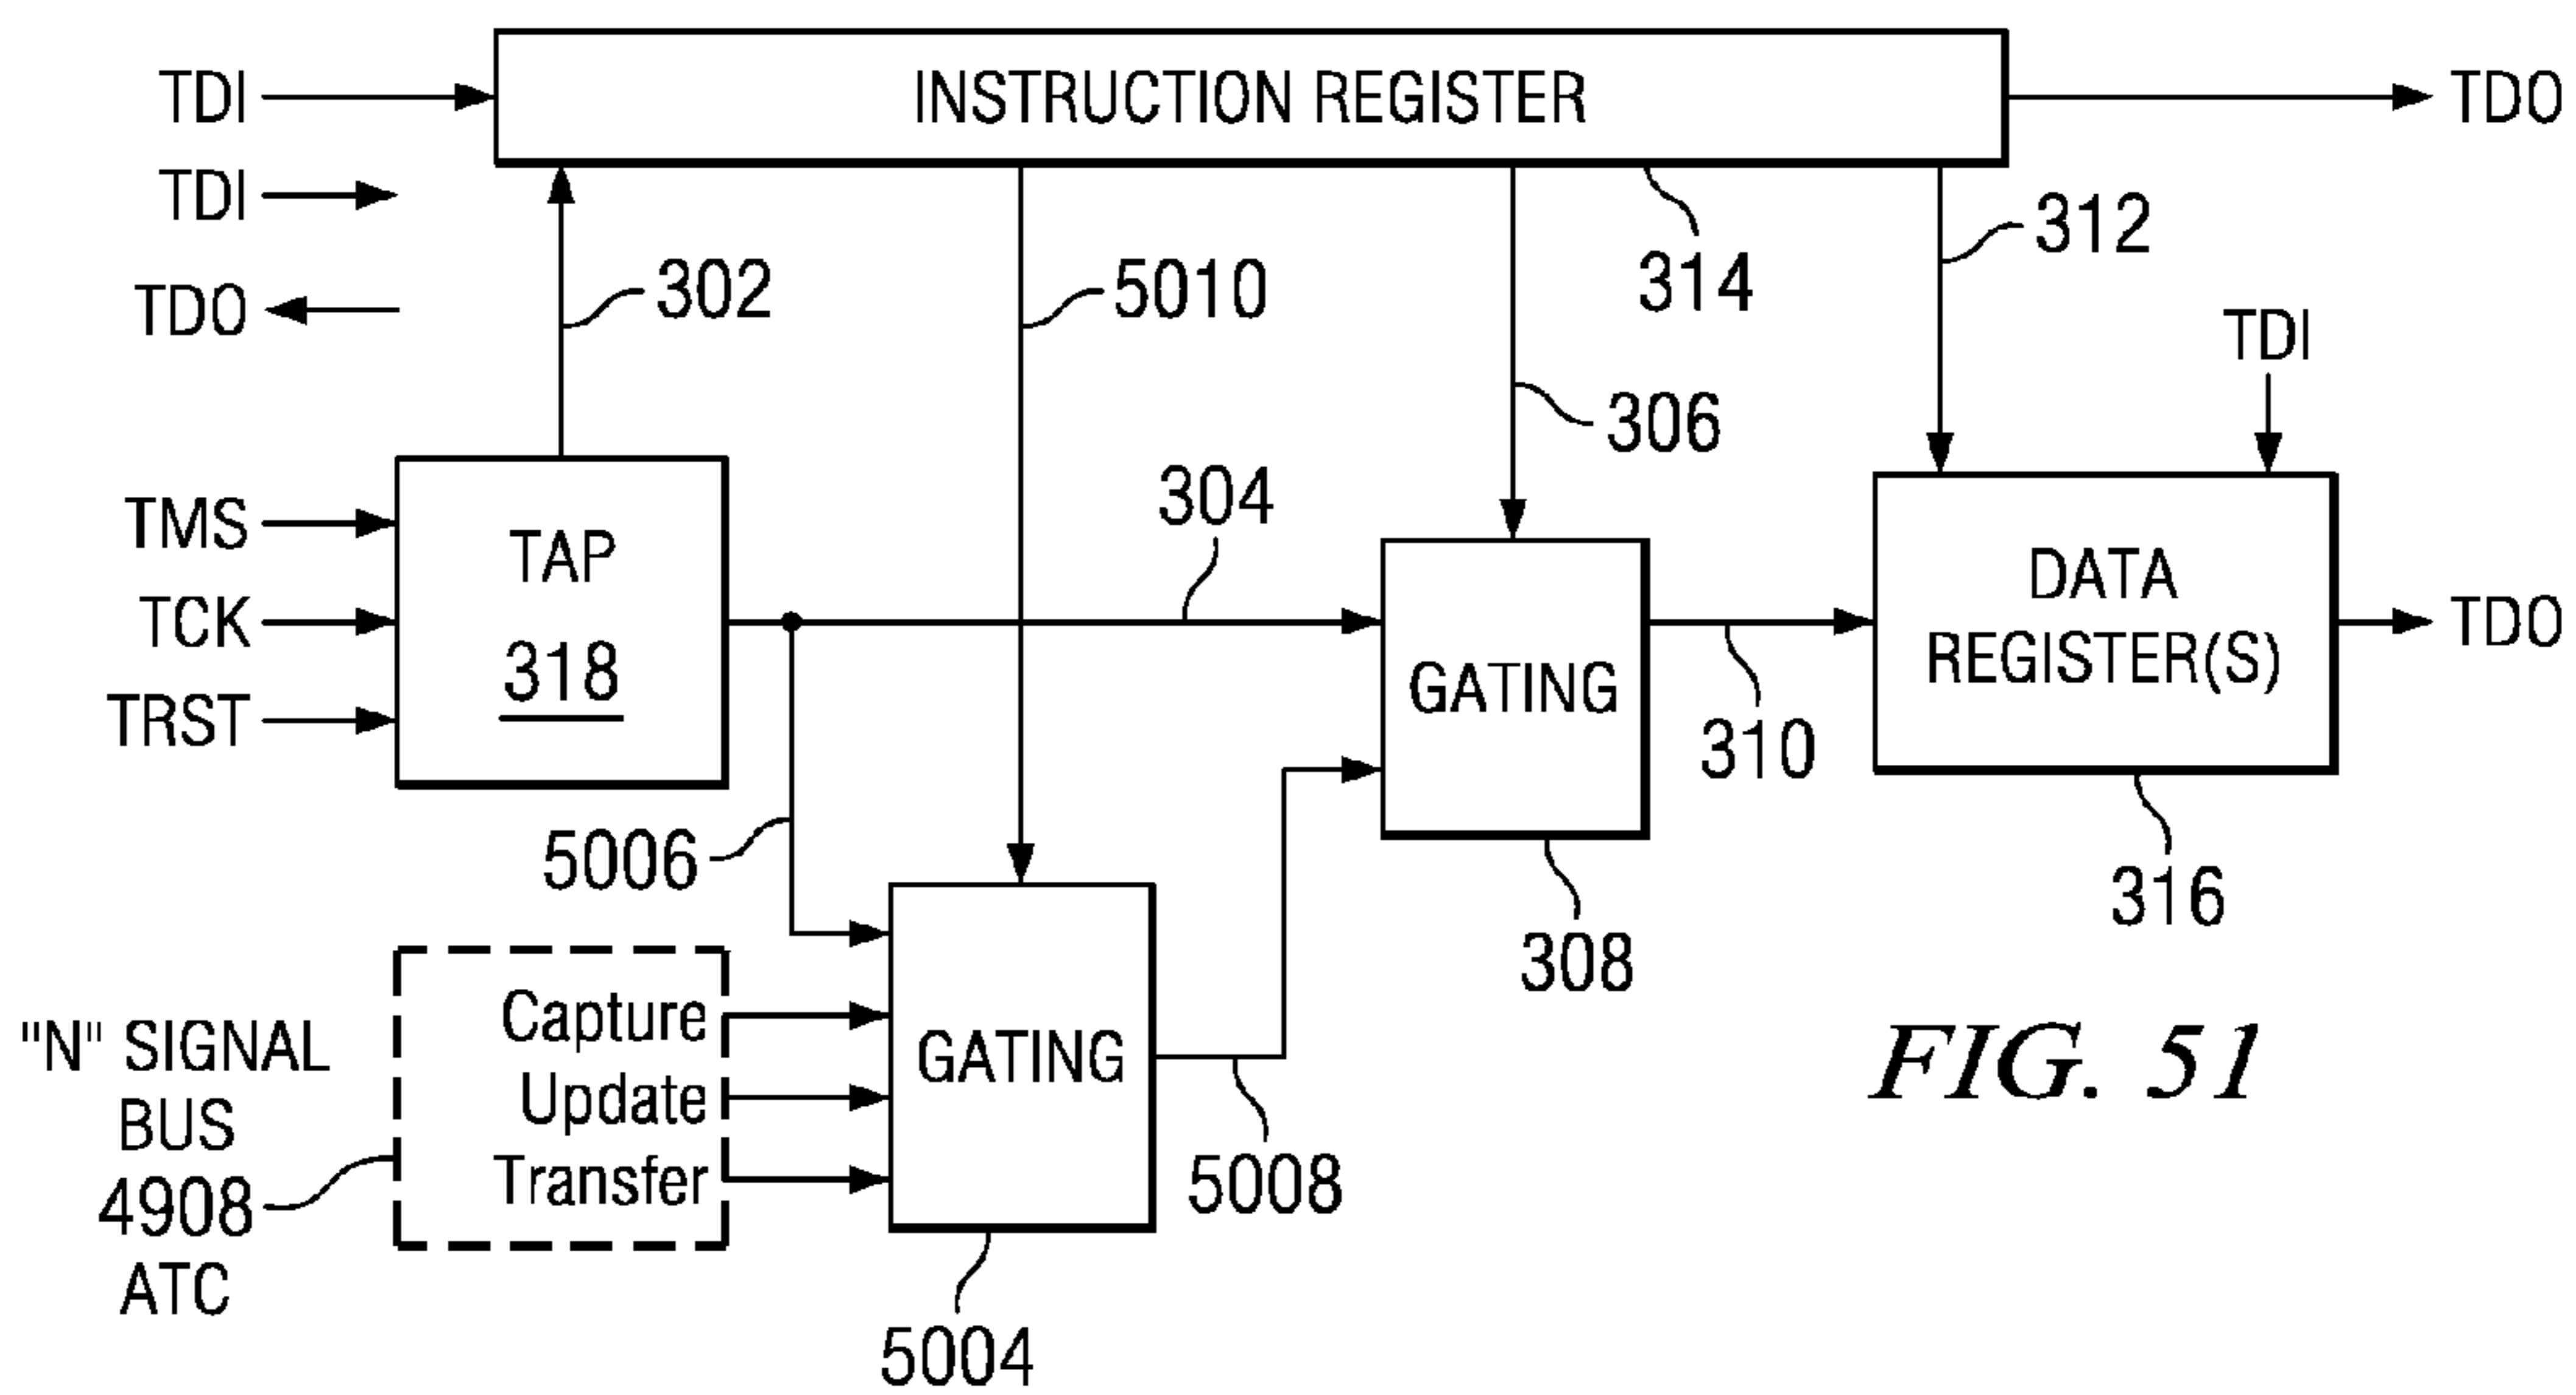 TDI
INSTRUCTION REGISTER
TDO
TDI
312
302
5010
314
TDO
TDI
306
304
TMS
TAP
DATA
TCK
TDO
318
REGISTER(S)
GATING
TRST
310
5006
316
308
Capture
"N" SIGNAL
GATING
FIG. 51
Update
BUS
Transfer
5008
4908
ATC
5004